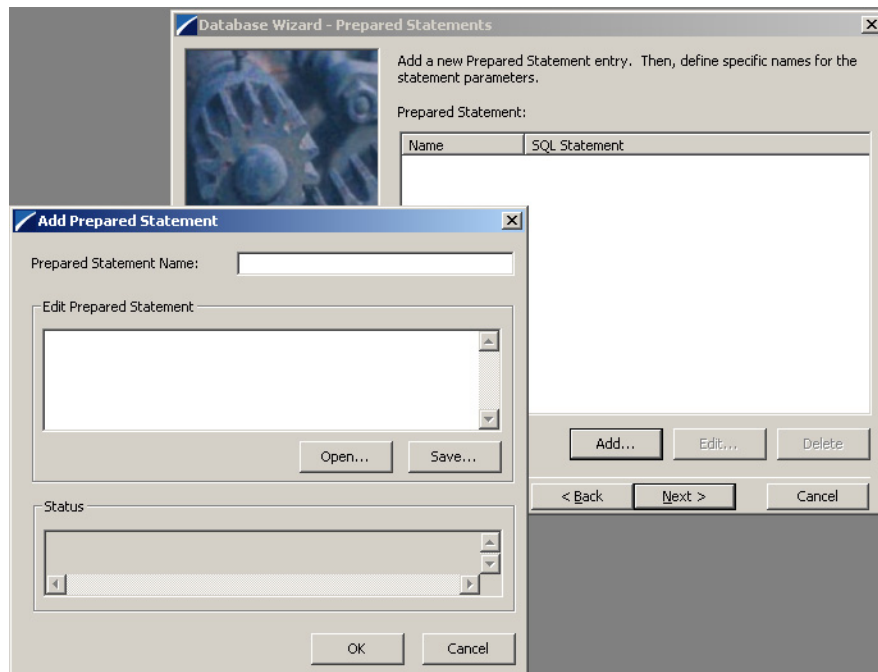 Database Wizard - Prepared Statements
Add a new Prepared Statement entry. Then, define specific names for the
statement parameters.
Prepared Statement:
Name SQL Statement
Add... Edit... Delete
< Back Next > Cancel
Add Prepared Statement
Prepared Statement Name:
Edit Prepared Statement
Open... Save...
Status
OK Cancel